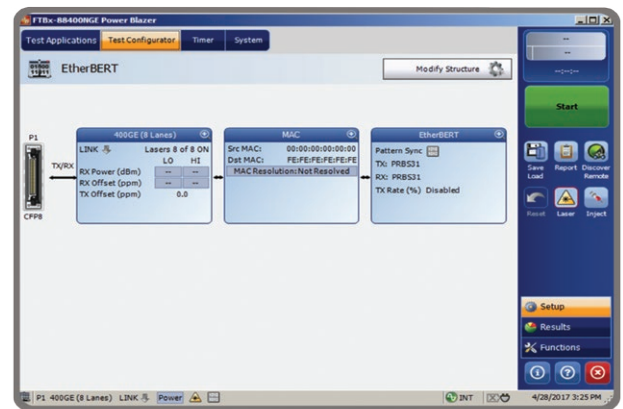 FTBx-88400NGE Power Blazer
Test Applications Test Configurator Timer System
EtherBERT
Modify Structure
P1
TX/RX
CFP8
400GE (8 Lanes)
LINK Lasers 8 of 8 ON
LO HI
RX Power (dBm) -- --
RX Offset (ppm) -- --
TX Offset (ppm) 0.0
MAC
Src MAC: 00:00:00:00:00:00
Dst MAC: FE:FE:FE:FE:FE:FE
MAC Resolution: Not Resolved
EtherBERT
Pattern Sync --
TX: PRBS31
RX: PRBS31
TX Rate (%) Disabled
--
--
--:--:--
Start
Save Load
Report
Discover Remote
Reset
Laser
Inject
Setup
Results
Functions
P1 400GE (8 Lanes) LINK Power
INT
4/28/2017 3:25 PM